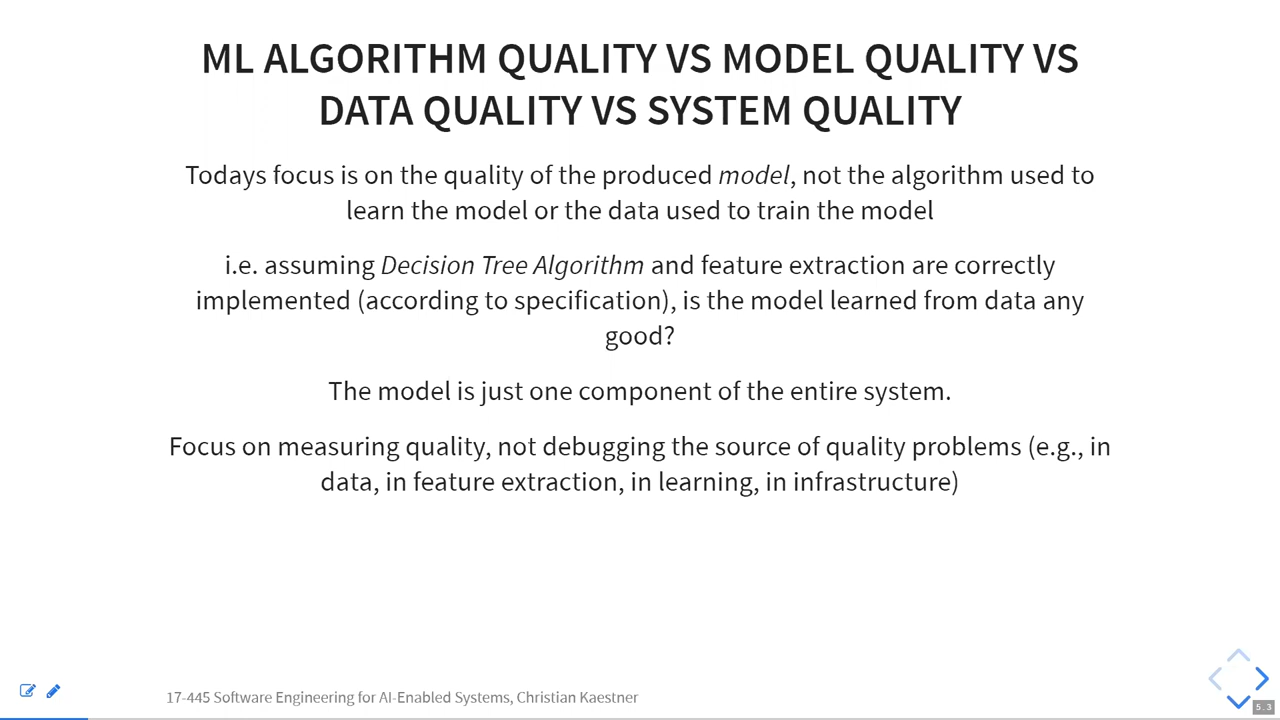 ML ALGORITHM QUALITY VS MODEL QUALITY VS
DATA QUALITY VS SYSTEM QUALITY
Todays focus is on the quality of the produced model, not the algorithm used to
learn the model or the data used to train the model
i.e. assuming Decision Tree Algorithm and feature extraction are correctly
implemented (according to specification), is the model learned from data any
good?
The model is just one component of the entire system.
Focus on measuring quality, not debugging the source of quality problems (e.g., in
data, in feature extraction, in learning, in infrastructure)
17-445 Software Engineering for AI-Enabled Systems, Christian Kaestner
5.3